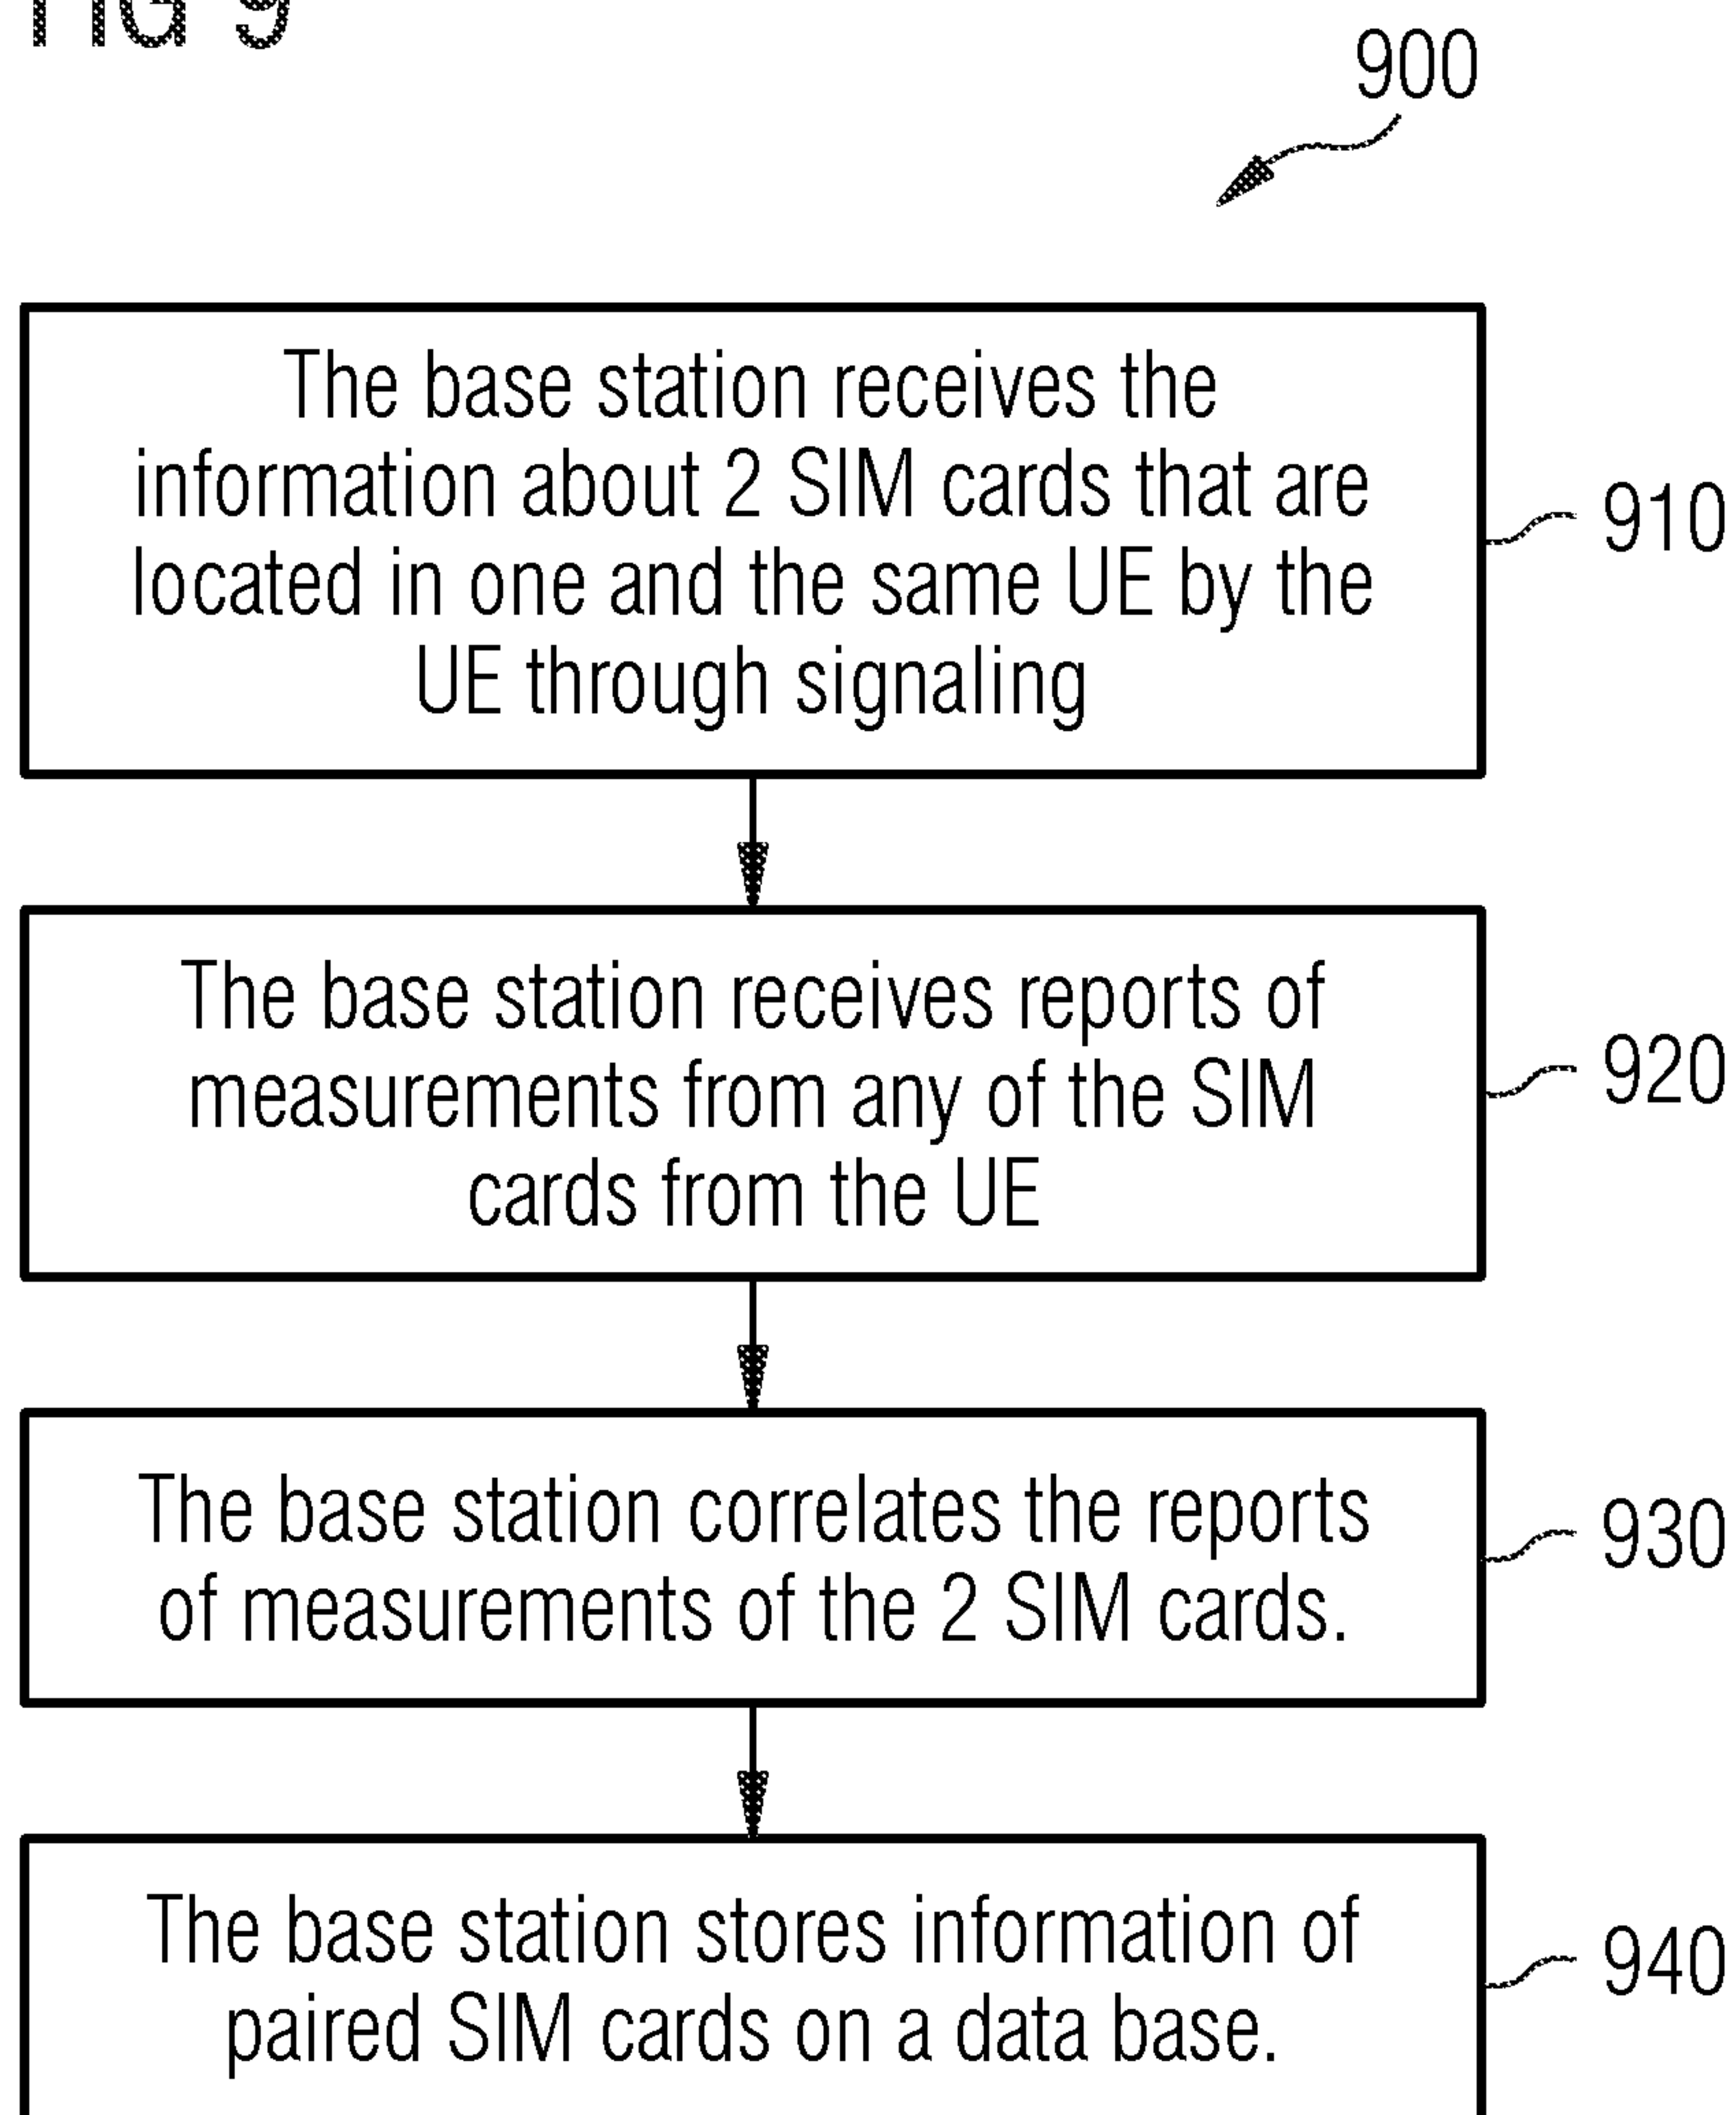 FIG 9
900
The base station receives the
information about 2 SIM cards that are
located in one and the same UE by the
UE through signaling
910
The base station receives reports of
measurements from any of the SIM
cards from the UE
920
The base station correlates the reports
of measurements of the 2 SIM cards.
930
The base station stores information of
paired SIM cards on a data base.
940